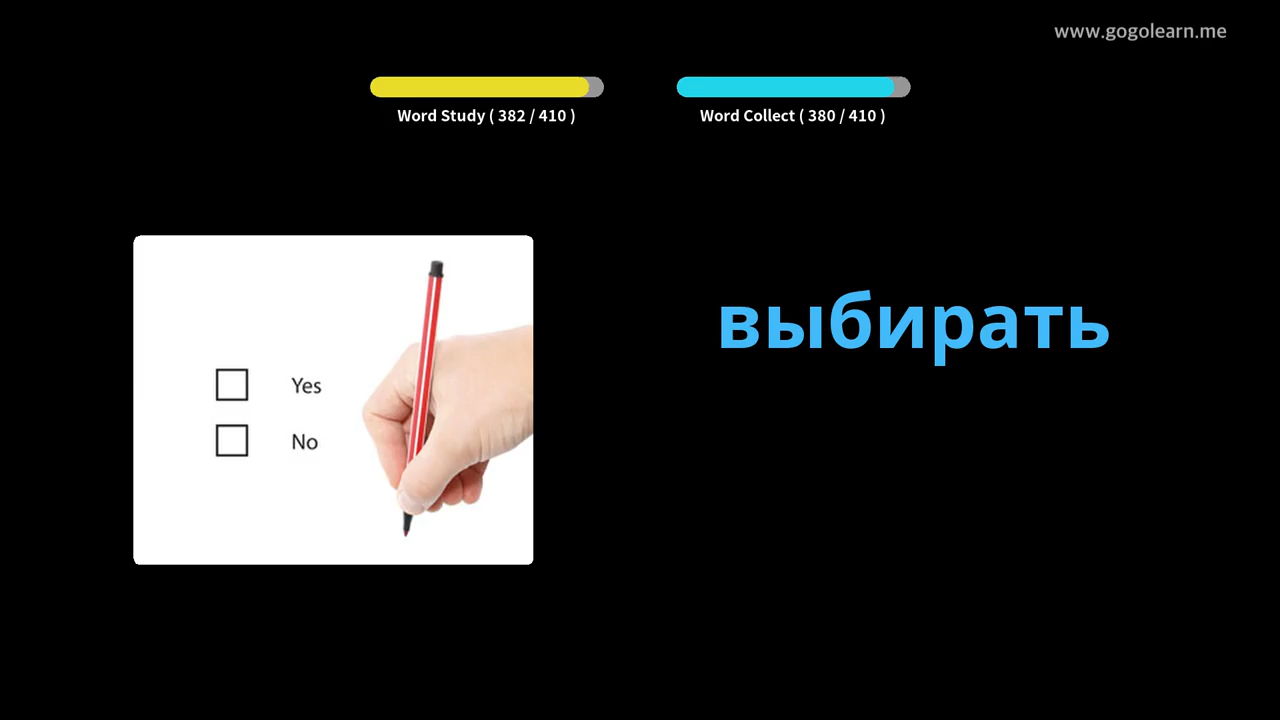 www.gogolearn.me
Word Study ( 382 / 410 )
Word Collect ( 380 / 410 )
выбирать
Yes
No